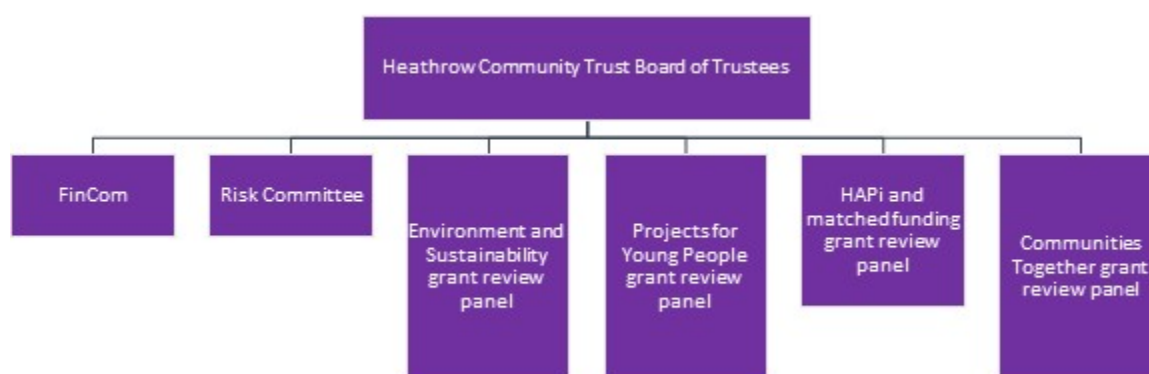 Heathrow Community Trust Board of Trustees
FinCom
Risk Committee
Environment and
Sustainability
grant review
panel
Projects for
Young People
grant review
panel
HAPi and
matched funding
grant review
panel
Communities
Together grant
review panel